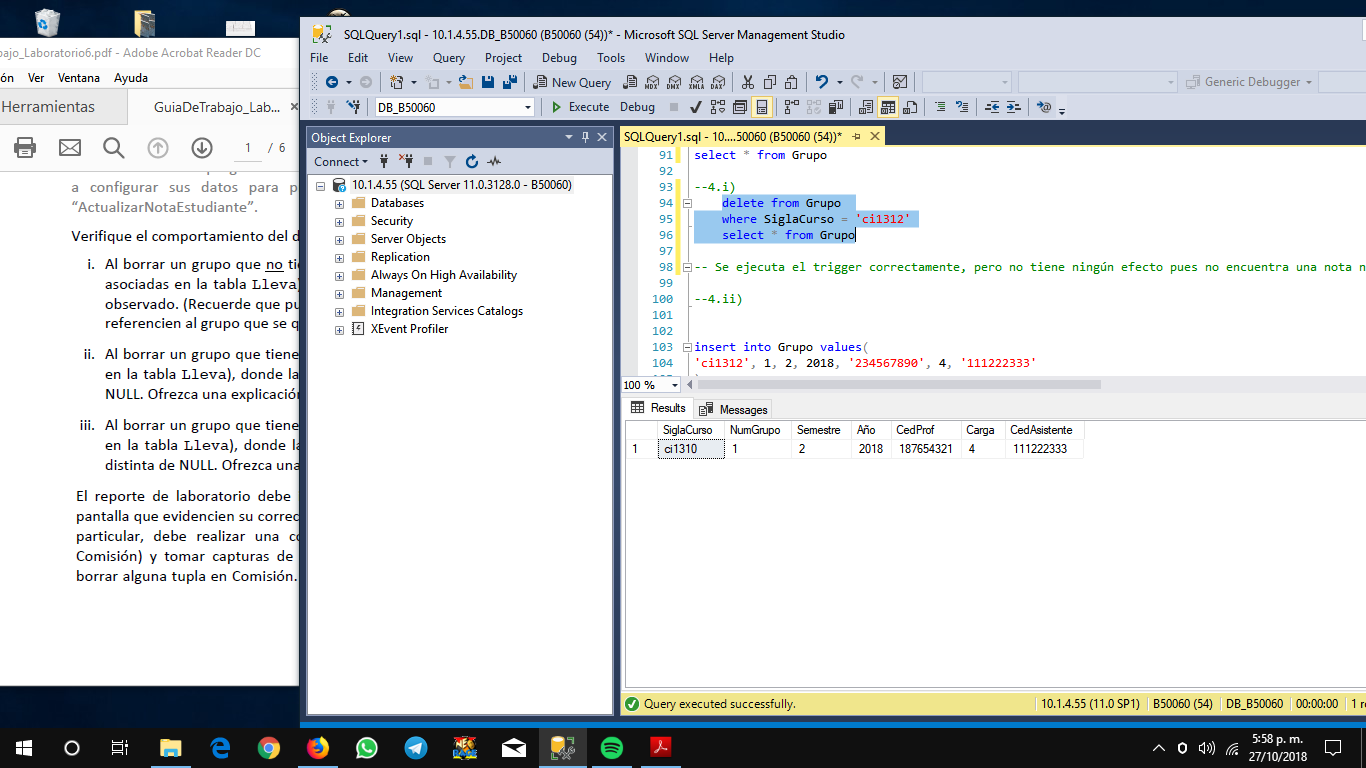 ajo_Laboratorio6.pdf - Adobe Acrobat Reader DC
ón Ver Ventana Ayuda
Herramientas
GuiaDeTrabajo_Lab...
1 / 6
a configurar sus datos para p
“ActualizarNotaEstudiante”.
Verifique el comportamiento del d
i. Al borrar un grupo que no ti
asociadas en la tabla Lleva)
observado. (Recuerde que pu
referencien al grupo que se q
ii. Al borrar un grupo que tiene
en la tabla Lleva), donde la
NULL. Ofrezca una explicación
iii. Al borrar un grupo que tiene
en la tabla Lleva), donde la
distinta de NULL. Ofrezca una
El reporte de laboratorio debe
pantalla que evidencien su correc
particular, debe realizar una co
Comisión) y tomar capturas de
borrar alguna tupla en Comisión.
SQLQuery1.sql - 10.1.4.55.DB_B50060 (B50060 (54))* - Microsoft SQL Server Management Studio
File Edit View Query Project Debug Tools Window Help
New Query
MDX DMX XMLA DAX
Generic Debugger
DB_B50060
Execute Debug
Object Explorer
Connect
10.1.4.55 (SQL Server 11.0.3128.0 - B50060)
Databases
Security
Server Objects
Replication
Always On High Availability
Management
Integration Services Catalogs
XEvent Profiler
SQLQuery1.sql - 10....50060 (B50060 (54))*
91 select * from Grupo
92
93 --4.i)
94 delete from Grupo
95 where SiglaCurso = 'ci1312'
96 select * from Grupo
97
98 -- Se ejecuta el trigger correctamente, pero no tiene ningún efecto pues no encuentra una nota n
99
100 --4.ii)
101
102
103 insert into Grupo values(
104 'ci1312', 1, 2, 2018, '234567890', 4, '111222333'
100 %
Results Messages
SiglaCurso NumGrupo Semestre Año CedProf Carga CedAsistente
1 ci1310 1 2 2018 187654321 4 111222333
Query executed successfully.
10.1.4.55 (11.0 SP1) B50060 (54) DB_B50060 00:00:00 1 r
5:58 p. m.
27/10/2018